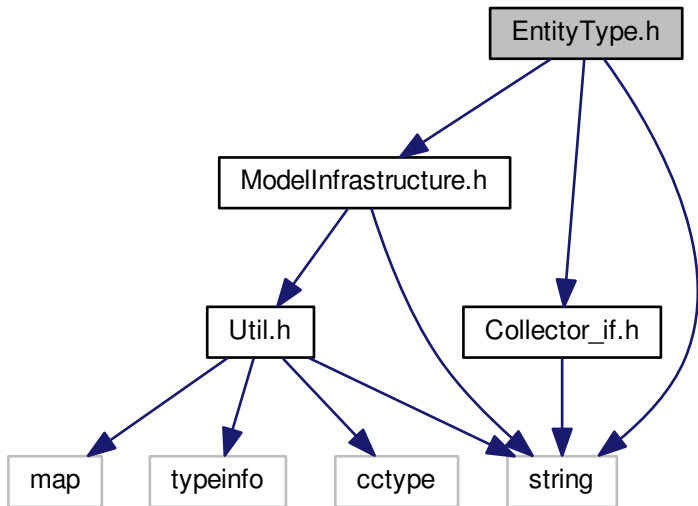 EntityType.h
ModelInfrastructure.h
Util.h
Collector_if.h
map
typeinfo
cctype
string